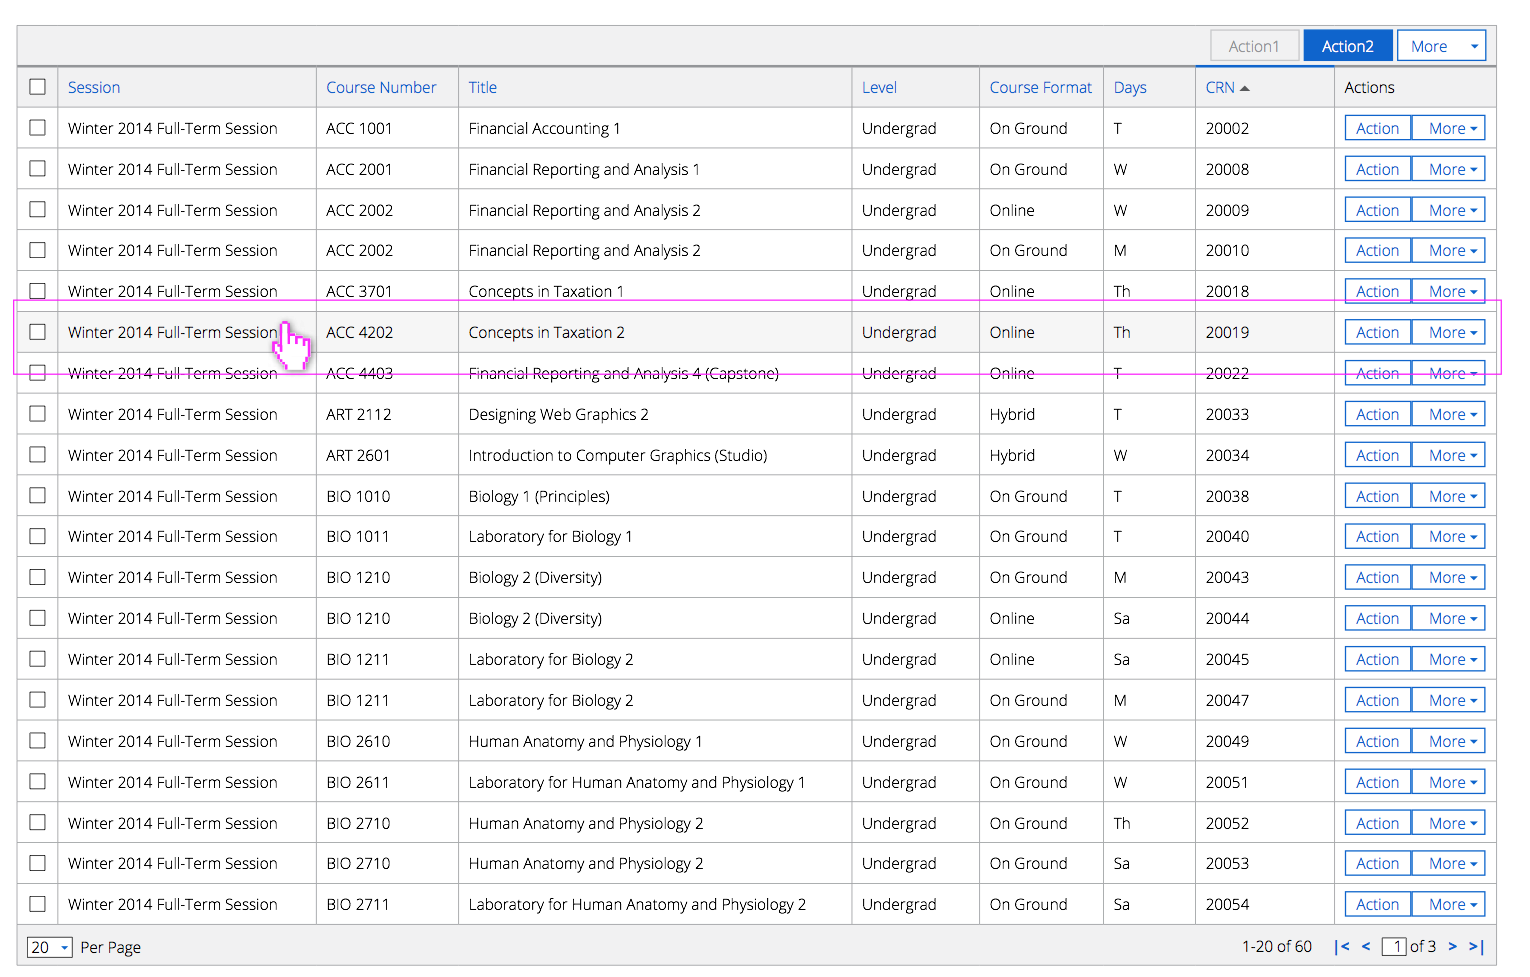 Action1 Action2 More
Session Course Number Title Level Course Format Days CRN Actions
Winter 2014 Full-Term Session ACC 1001 Financial Accounting 1 Undergrad On Ground T 20002 Action More
Winter 2014 Full-Term Session ACC 2001 Financial Reporting and Analysis 1 Undergrad On Ground W 20008 Action More
Winter 2014 Full-Term Session ACC 2002 Financial Reporting and Analysis 2 Undergrad Online W 20009 Action More
Winter 2014 Full-Term Session ACC 2002 Financial Reporting and Analysis 2 Undergrad On Ground M 20010 Action More
Winter 2014 Full-Term Session ACC 3701 Concepts in Taxation 1 Undergrad Online Th 20018 Action More
Winter 2014 Full-Term Session ACC 4202 Concepts in Taxation 2 Undergrad Online Th 20019 Action More
Winter 2014 Full-Term Session ACC 4403 Financial Reporting and Analysis 4 (Capstone) Undergrad Online T 20022 Action More
Winter 2014 Full-Term Session ART 2112 Designing Web Graphics 2 Undergrad Hybrid T 20033 Action More
Winter 2014 Full-Term Session ART 2601 Introduction to Computer Graphics (Studio) Undergrad Hybrid W 20034 Action More
Winter 2014 Full-Term Session BIO 1010 Biology 1 (Principles) Undergrad On Ground T 20038 Action More
Winter 2014 Full-Term Session BIO 1011 Laboratory for Biology 1 Undergrad On Ground T 20040 Action More
Winter 2014 Full-Term Session BIO 1210 Biology 2 (Diversity) Undergrad On Ground M 20043 Action More
Winter 2014 Full-Term Session BIO 1210 Biology 2 (Diversity) Undergrad Online Sa 20044 Action More
Winter 2014 Full-Term Session BIO 1211 Laboratory for Biology 2 Undergrad Online Sa 20045 Action More
Winter 2014 Full-Term Session BIO 1211 Laboratory for Biology 2 Undergrad On Ground M 20047 Action More
Winter 2014 Full-Term Session BIO 2610 Human Anatomy and Physiology 1 Undergrad On Ground W 20049 Action More
Winter 2014 Full-Term Session BIO 2611 Laboratory for Human Anatomy and Physiology 1 Undergrad On Ground W 20051 Action More
Winter 2014 Full-Term Session BIO 2710 Human Anatomy and Physiology 2 Undergrad On Ground Th 20052 Action More
Winter 2014 Full-Term Session BIO 2710 Human Anatomy and Physiology 2 Undergrad On Ground Sa 20053 Action More
Winter 2014 Full-Term Session BIO 2711 Laboratory for Human Anatomy and Physiology 2 Undergrad On Ground Sa 20054 Action More
20 Per Page 1-20 of 60 |< < 1 of 3 > >|